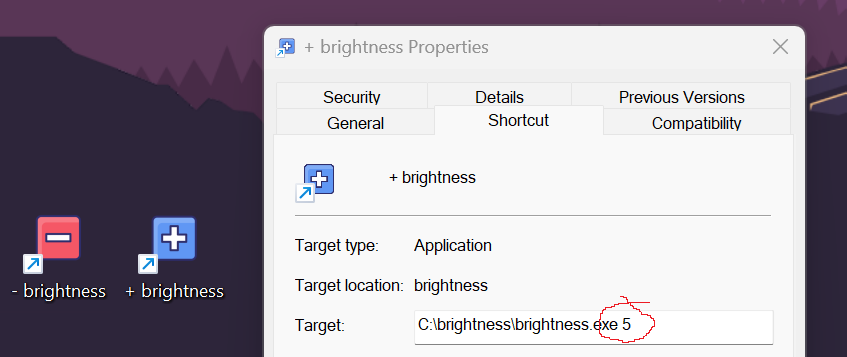 + brightness Properties
Security Details Previous Versions
General Shortcut Compatibility
+ brightness
Target type: Application
- brightness + brightness
Target location: brightness
Target: C:\brightness\brightness.exe 5